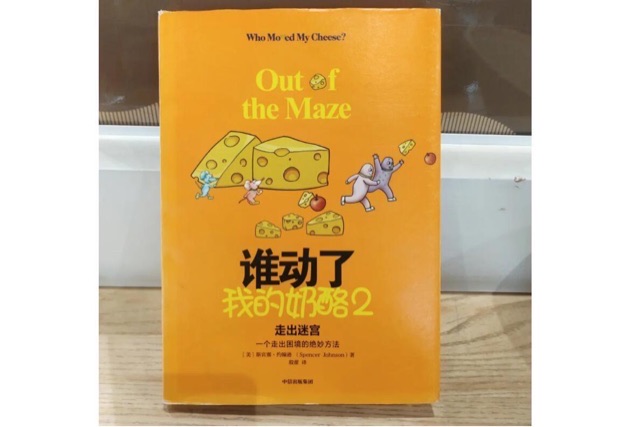 Who Moved My Cheese?
Out of
the Maze
谁动了
我的奶酪2
走出迷宫
一个走出困境的绝妙方法
[美] 斯宾塞·约翰逊 (Spencer Johnson) 著
中信出版集团